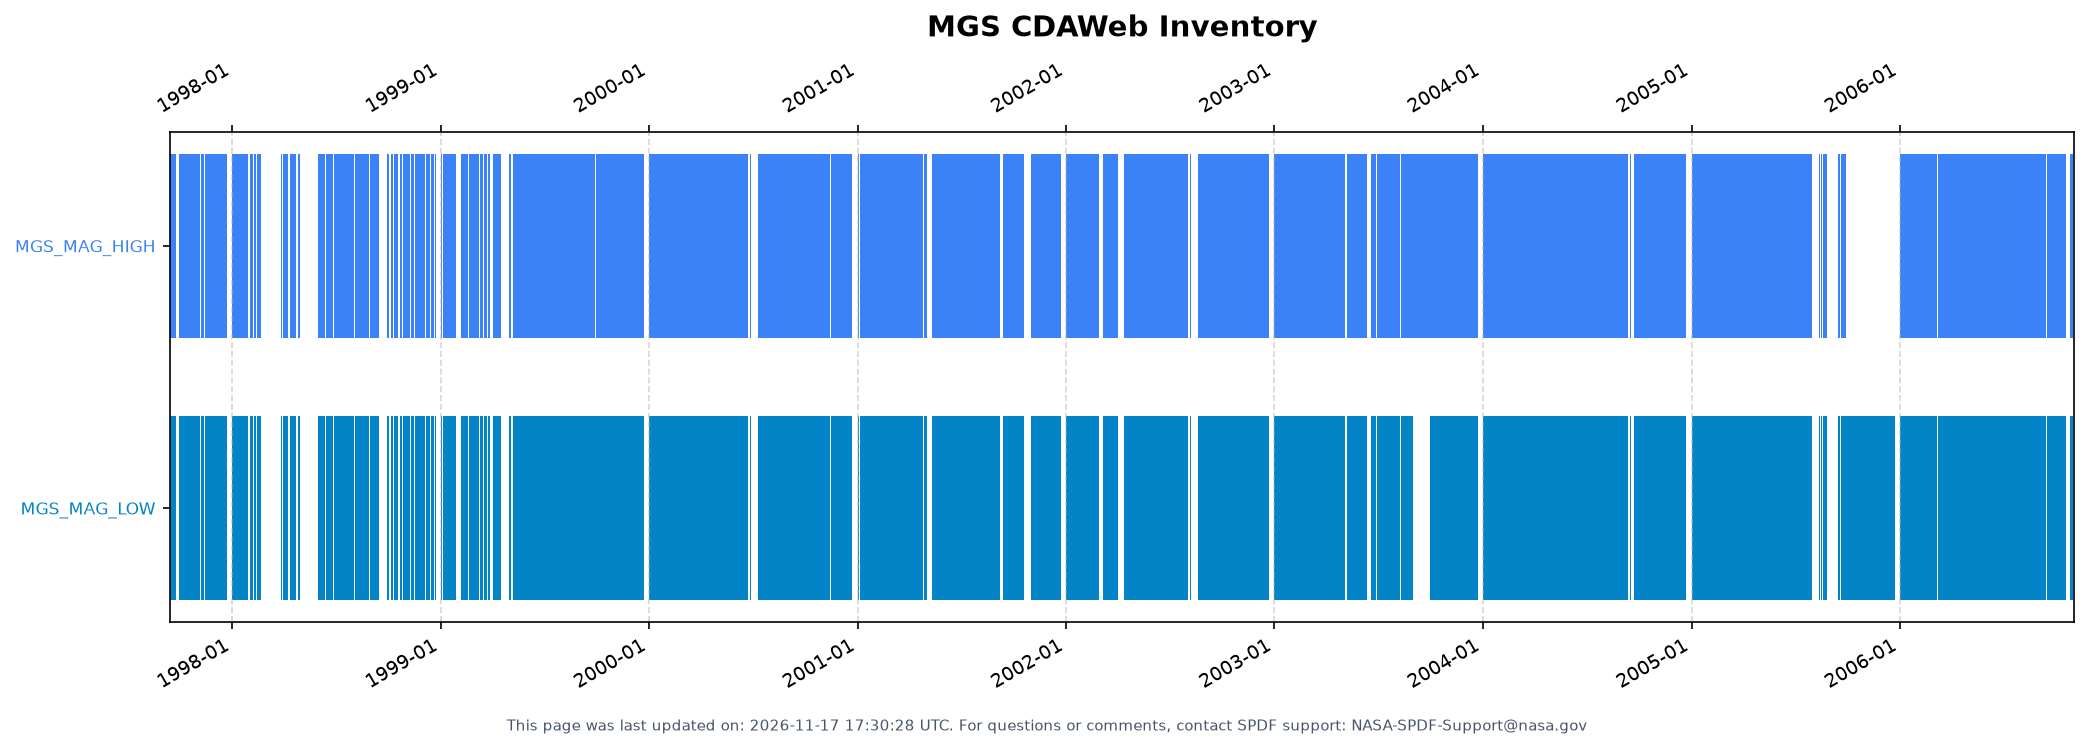 MGS CDAWeb Inventory
1998-01 1999-01 2000-01 2001-01 2002-01 2003-01 2004-01 2005-01 2006-01
MGS_MAG_HIGH
MGS_MAG_LOW
1998-01 1999-01 2000-01 2001-01 2002-01 2003-01 2004-01 2005-01 2006-01
This page was last updated on: 2026-11-17 17:30:28 UTC. For questions or comments, contact SPDF support: NASA-SPDF-Support@nasa.gov